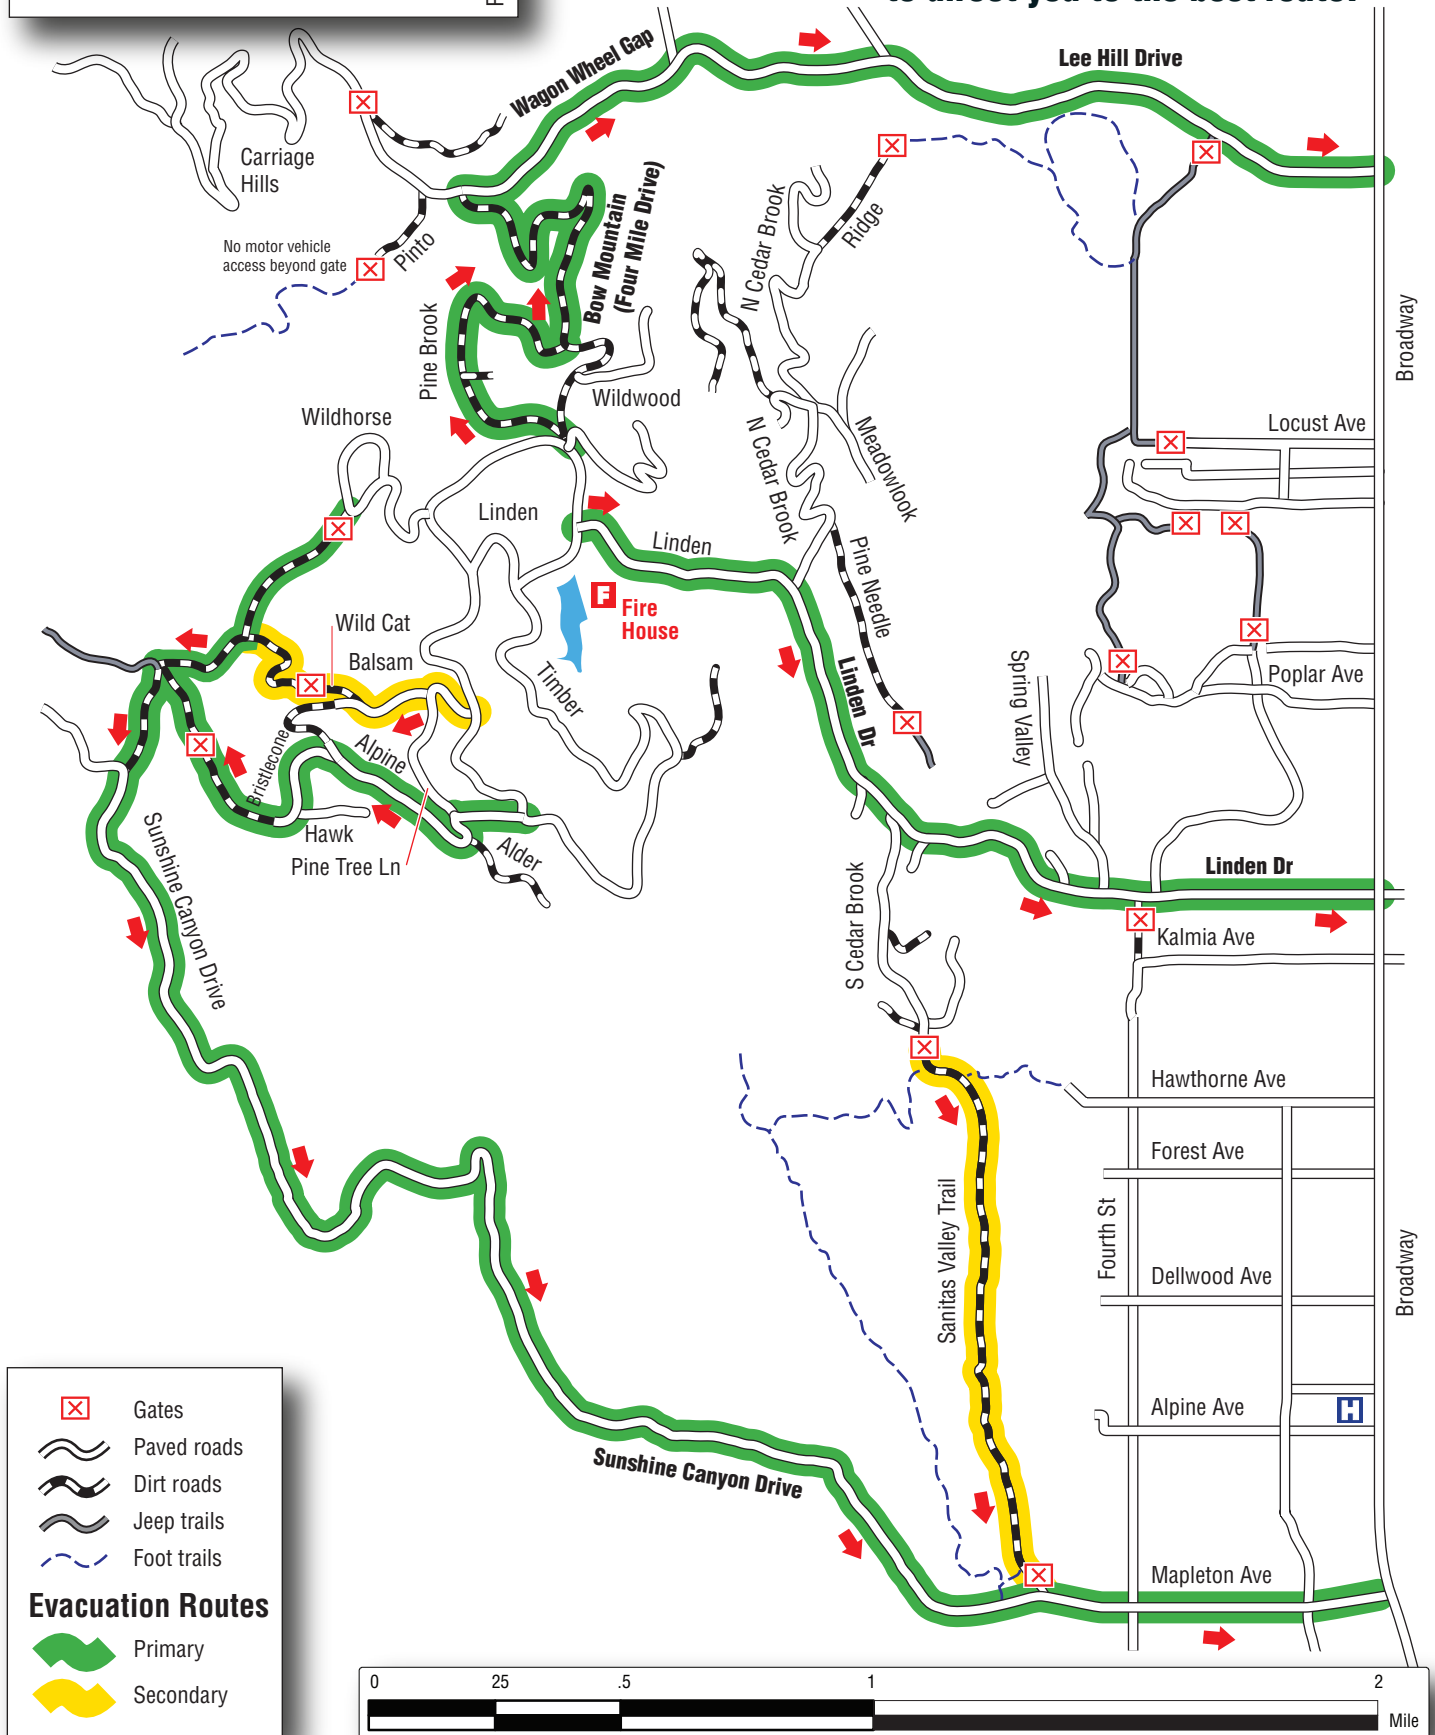 Wagon Wheel Gap
Lee Hill Drive
Carriage
Hills
No motor vehicle
access beyond gate
Pinto
Bow Mountain
(Four Mile Drive)
N Cedar Brook
Ridge
Broadway
Pine Brook
Wildwood
Wildhorse
Locust Ave
Meadowlook
N Cedar Brook
Linden
Linden
Pine Needle
F
Fire
House
Wild Cat
Balsam
Timber
Linden Dr
Spring Valley
Poplar Ave
Bristlecone
Alpine
Hawk
Pine Tree Ln
Alder
Sunshine Canyon Drive
S Cedar Brook
Linden Dr
Kalmia Ave
Hawthorne Ave
Forest Ave
Fourth St
Sanitas Valley Trail
Dellwood Ave
Broadway
Alpine Ave
H
Sunshine Canyon Drive
Mapleton Ave
Gates
Paved roads
Dirt roads
Jeep trails
Foot trails
Evacuation Routes
Primary
Secondary
0 25 .5 1 2
Mile